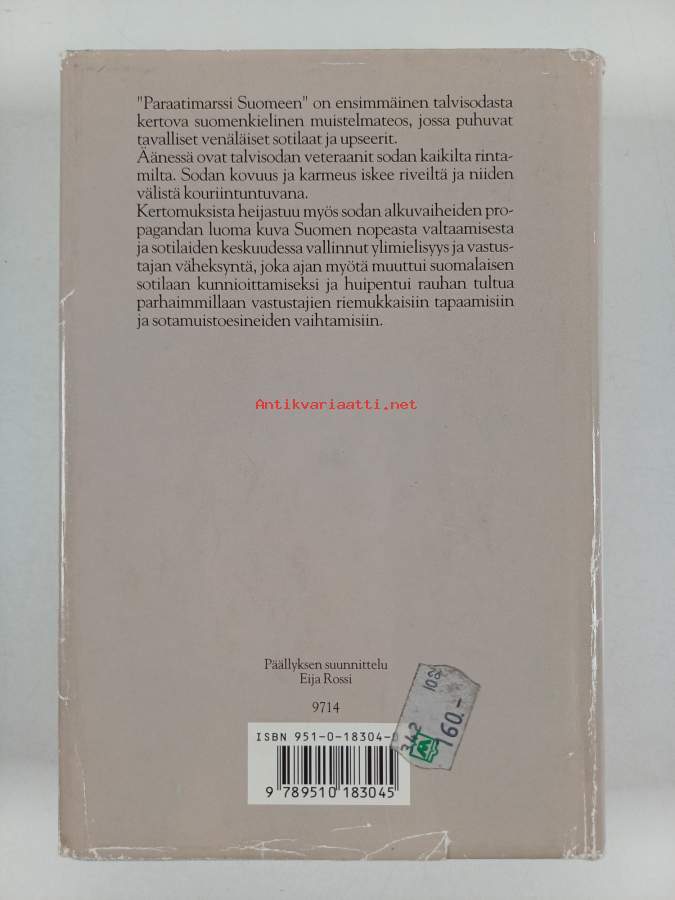 "Paraatimarssi Suomeen" on ensimmäinen talvisodasta
kertova suomenkielinen muistelmateos, jossa puhuvat
tavalliset venäläiset sotilaat ja upseerit.
Äänessä ovat talvisodan veteraanit sodan kaikilta rinta-
milta. Sodan kovuus ja karmeus iskee riveiltä ja niiden
välistä kouriintuntuvana.
Kertomuksista heijastuu myös sodan alkuvaiheiden pro-
pagandan luoma kuva Suomen nopeasta valtaamisesta
ja sotilaiden keskuudessa vallinnut ylimielisyys ja vastus-
tajan väheksyntä, joka ajan myötä muuttui suomalaisen
sotilaan kunnioittamiseksi ja huipentui rauhan tultua
parhaimmillaan vastustajien riemukkaisiin tapaamisiin
ja sotamuistoesineiden vaihtamisiin.
Antikvariaatti.net
Päällyksen suunnittelu
Eija Rossi
9714
ISBN 951-0-18304-
9 789510 183045
342
160.-